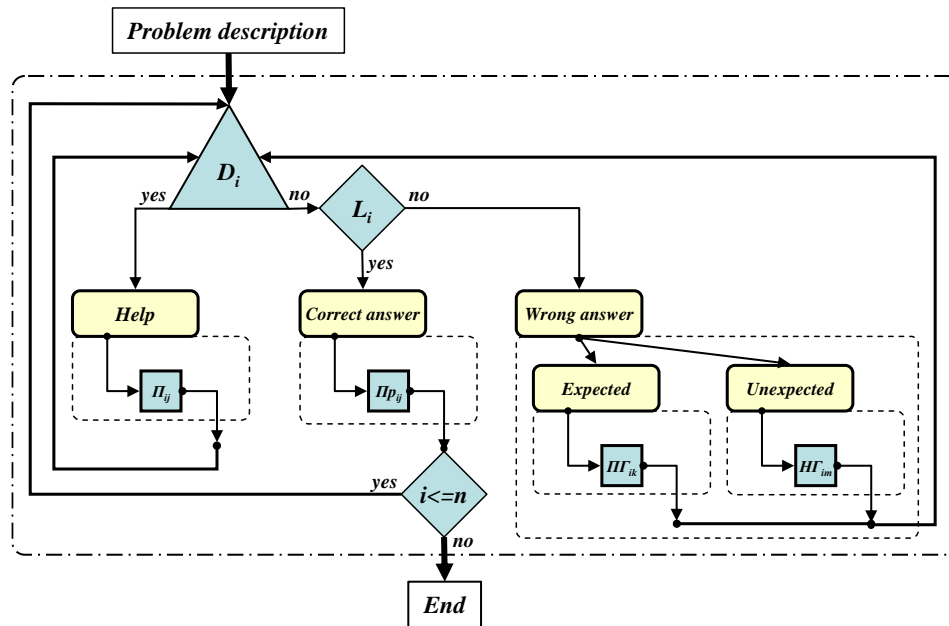 Problem description
D_i
yes
no
L_i
no
yes
Help
Correct answer
Wrong answer
Expected
Unexpected
П_ij
Пр_ij
ПГ_ik
НГ_im
yes
i<=n
no
End